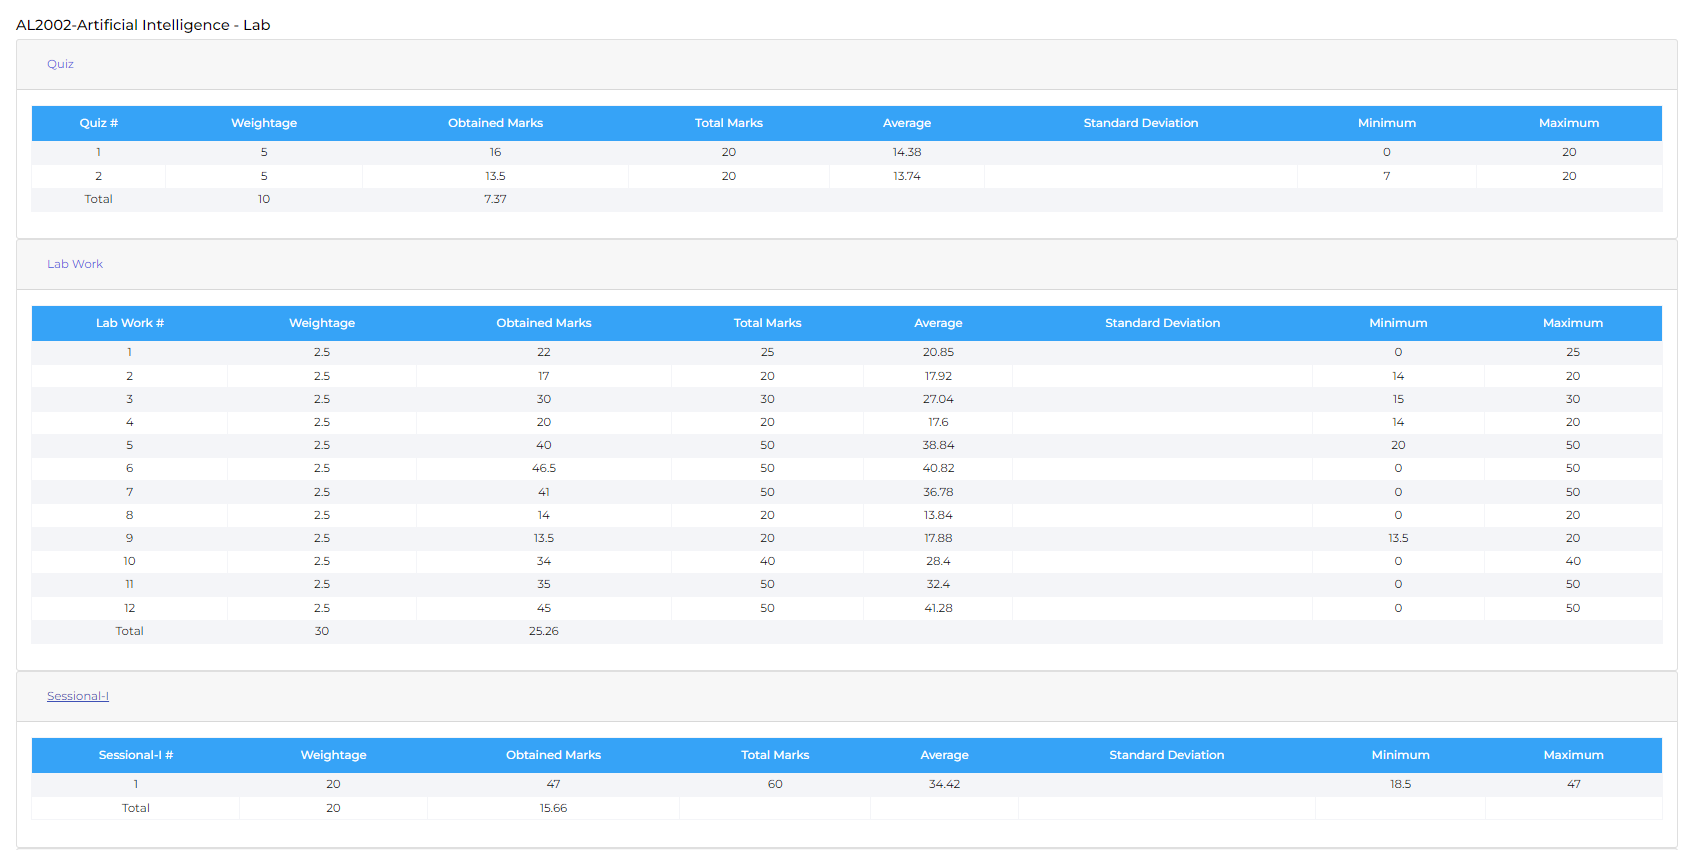 AL2002-Artificial Intelligence - Lab
Quiz
Quiz # Weightage Obtained Marks Total Marks Average Standard Deviation Minimum Maximum
1 5 16 20 14.38 0 20
2 5 13.5 20 13.74 7 20
Total 10 7.37
Lab Work
Lab Work # Weightage Obtained Marks Total Marks Average Standard Deviation Minimum Maximum
1 2.5 22 25 20.85 0 25
2 2.5 17 20 17.92 14 20
3 2.5 30 30 27.04 15 30
4 2.5 20 20 17.6 14 20
5 2.5 40 50 38.84 20 50
6 2.5 46.5 50 40.82 0 50
7 2.5 41 50 36.78 0 50
8 2.5 14 20 13.84 0 20
9 2.5 13.5 20 17.88 13.5 20
10 2.5 34 40 28.4 0 40
11 2.5 35 50 32.4 0 50
12 2.5 45 50 41.28 0 50
Total 30 25.26
Sessional-I
Sessional-I # Weightage Obtained Marks Total Marks Average Standard Deviation Minimum Maximum
1 20 47 60 34.42 18.5 47
Total 20 15.66